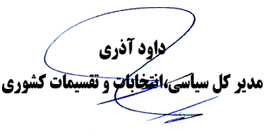 داود آذری
مدیر کل سیاسی،انتخابات و تقسیمات کشوری